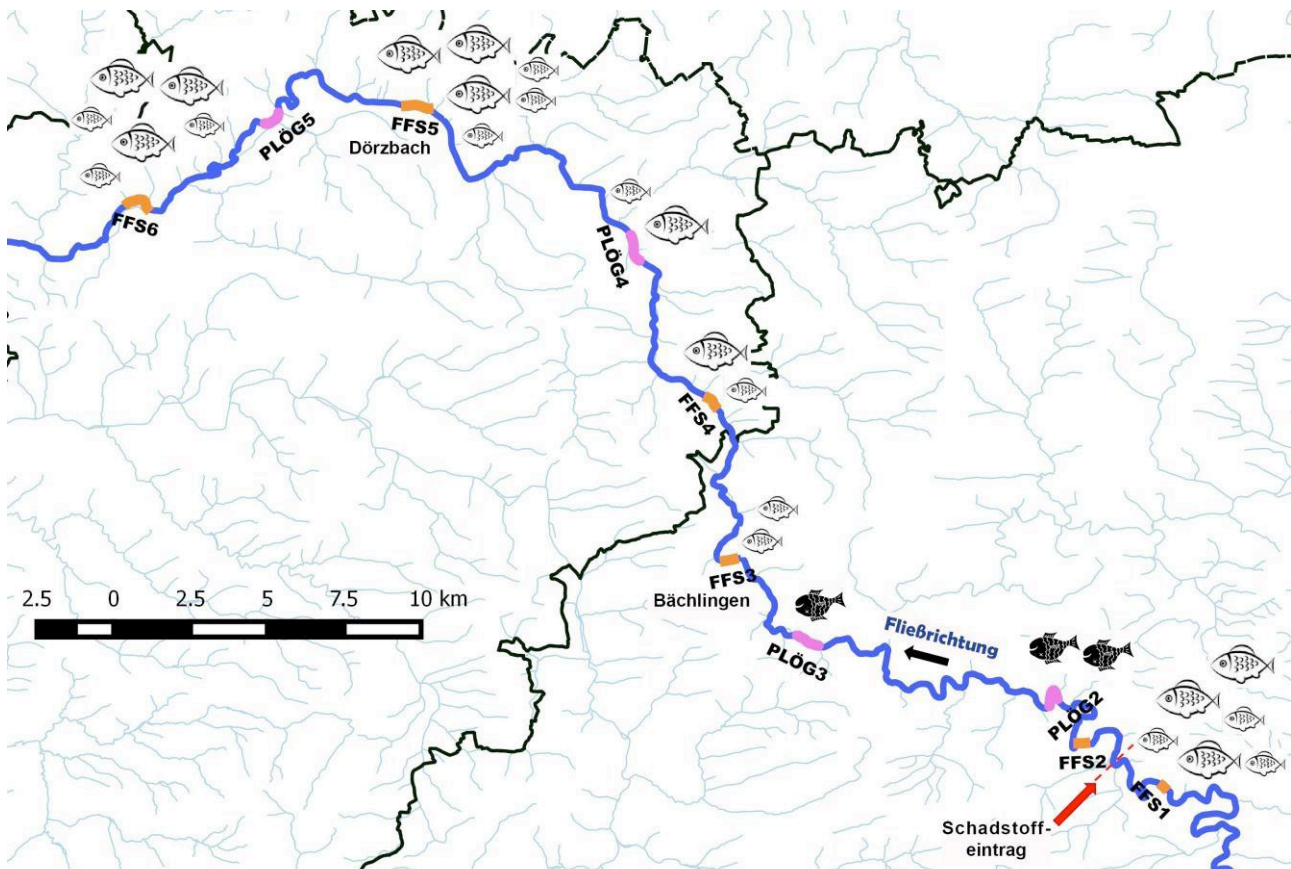 PLÖG5
FFS5
Dörzbach
FFS6
PLÖG4
FFS4
FFS3
Bächlingen
2.5 0 2.5 5 7.5 10 km
Fließrichtung
PLÖG3
PLÖG2
FFS2
FFS1
Schadstoff-
eintrag